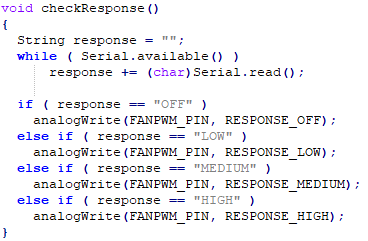 void checkResponse()
{
  String response = "";
  while ( Serial.available() )
      response += (char)Serial.read();

  if ( response == "OFF" )
    analogWrite(FANPWM_PIN, RESPONSE_OFF);
  else if ( response == "LOW" )
    analogWrite(FANPWM_PIN, RESPONSE_LOW);
  else if ( response == "MEDIUM" )
    analogWrite(FANPWM_PIN, RESPONSE_MEDIUM);
  else if ( response == "HIGH" )
    analogWrite(FANPWM_PIN, RESPONSE_HIGH);
}